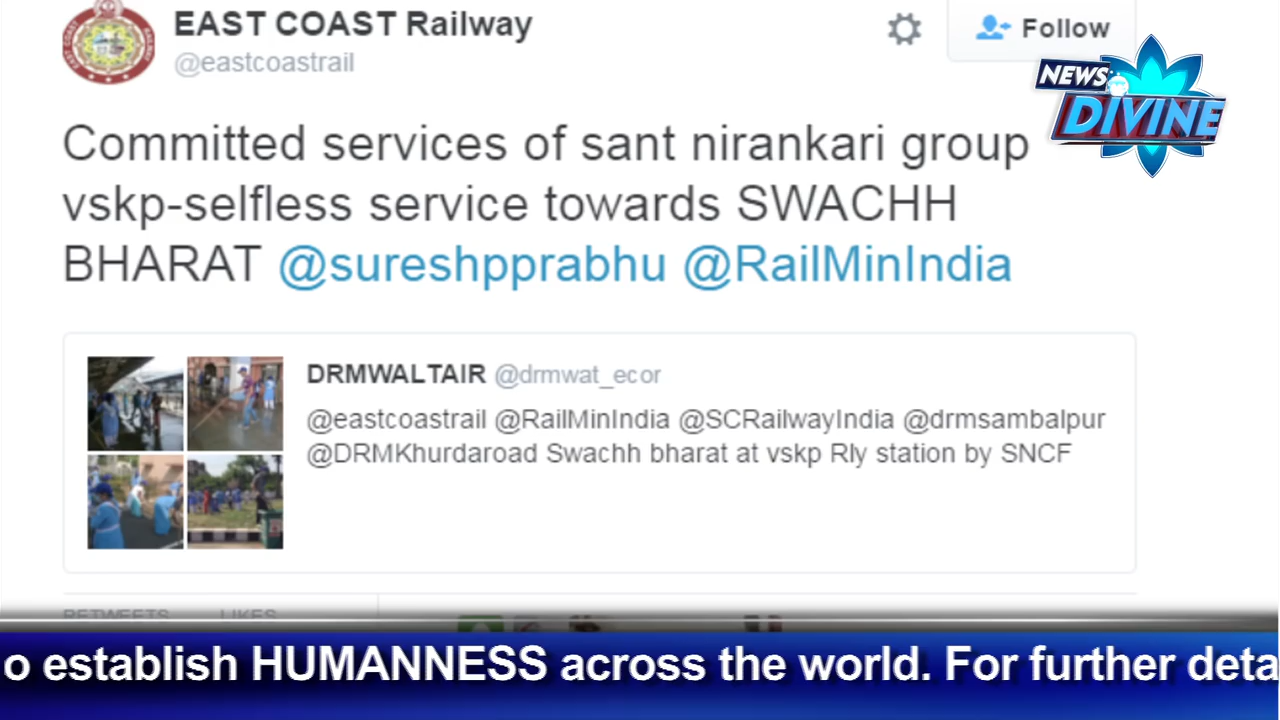 EAST COAST Railway
@eastcoastrail
Follow
NEWS
DIVINE
Committed services of sant nirankari group
vskp-selfless service towards SWACHH
BHARAT @sureshpprabhu @RailMinIndia
DRMWALTAIR @drmwat_ecor
@eastcoastrail @RailMinIndia @SCRailwayIndia @drmsambalpur
@DRMKhurdaroad Swachh bharat at vskp Rly station by SNCF
RETWEETS LIKES
o establish HUMANNESS across the world. For further deta